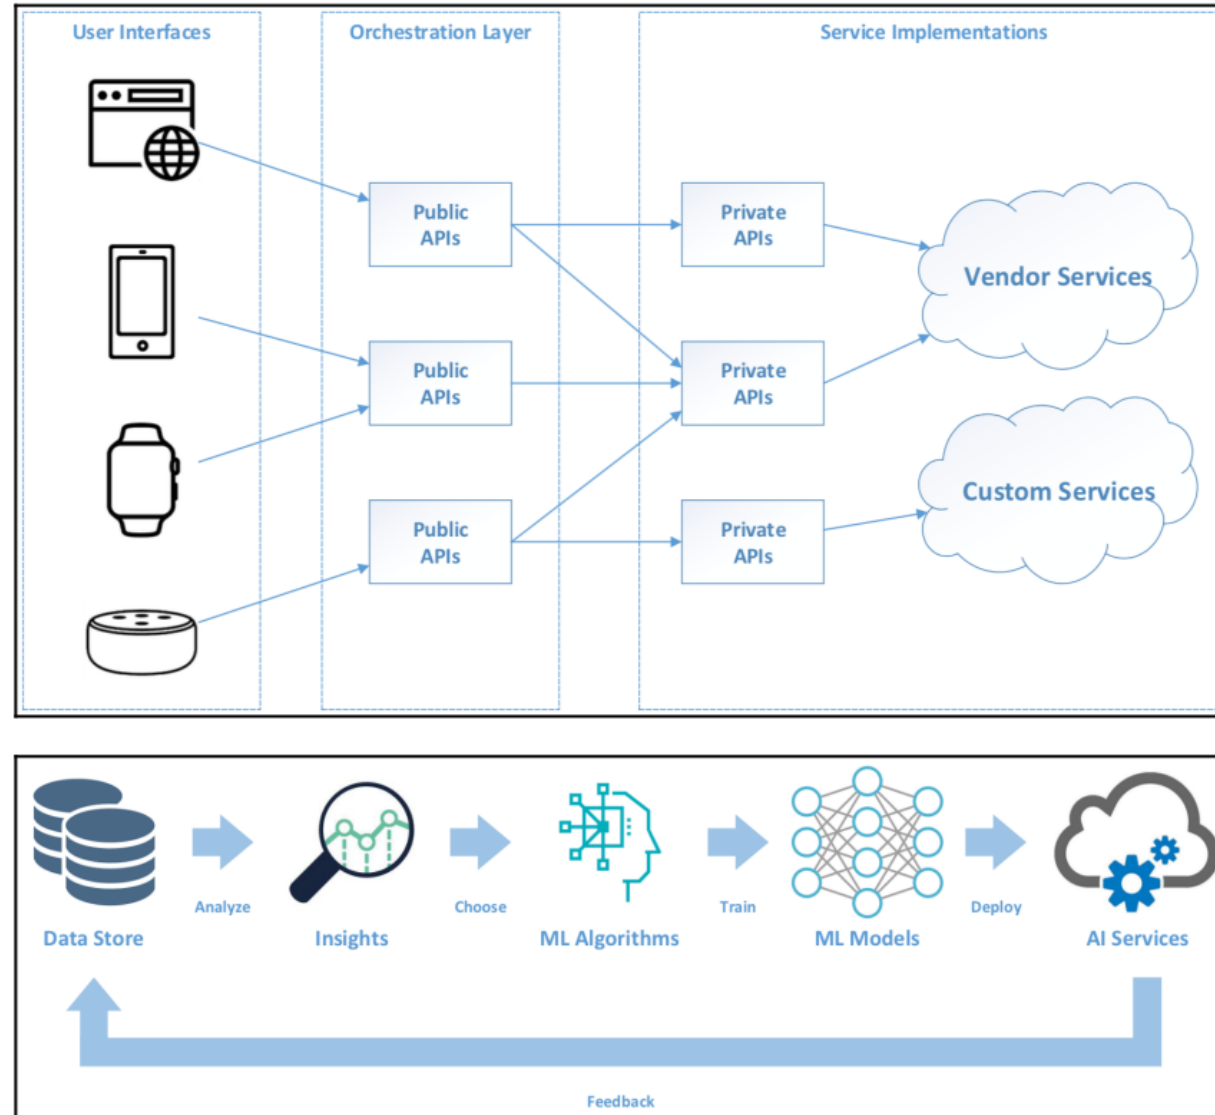 User Interfaces
Orchestration Layer
Service Implementations
Public
APIs
Private
APIs
Vendor Services
Public
APIs
Private
APIs
Custom Services
Public
APIs
Private
APIs
Analyze
Choose
Train
Deploy
Data Store
Insights
ML Algorithms
ML Models
AI Services
Feedback